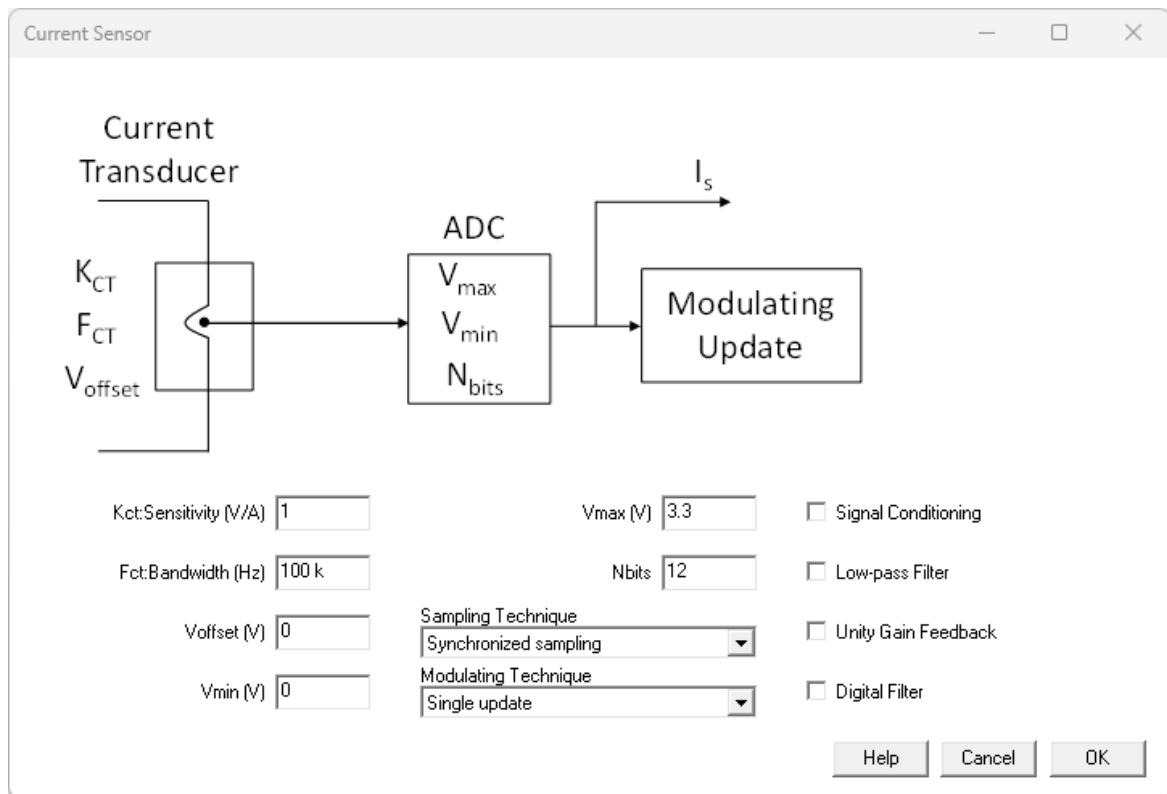 Current Sensor
Current
Transducer
I_s
ADC
K_CT
V_max
F_CT
V_min
Modulating
Update
V_offset
N_bits
Kct:Sensitivity (V/A) 1 Vmax (V) 3.3 Signal Conditioning
Fct:Bandwidth (Hz) 100 k Nbits 12 Low-pass Filter
Sampling Technique
Voffset (V) 0 Synchronized sampling Unity Gain Feedback
Modulating Technique
Vmin (V) 0 Single update Digital Filter
Help Cancel OK